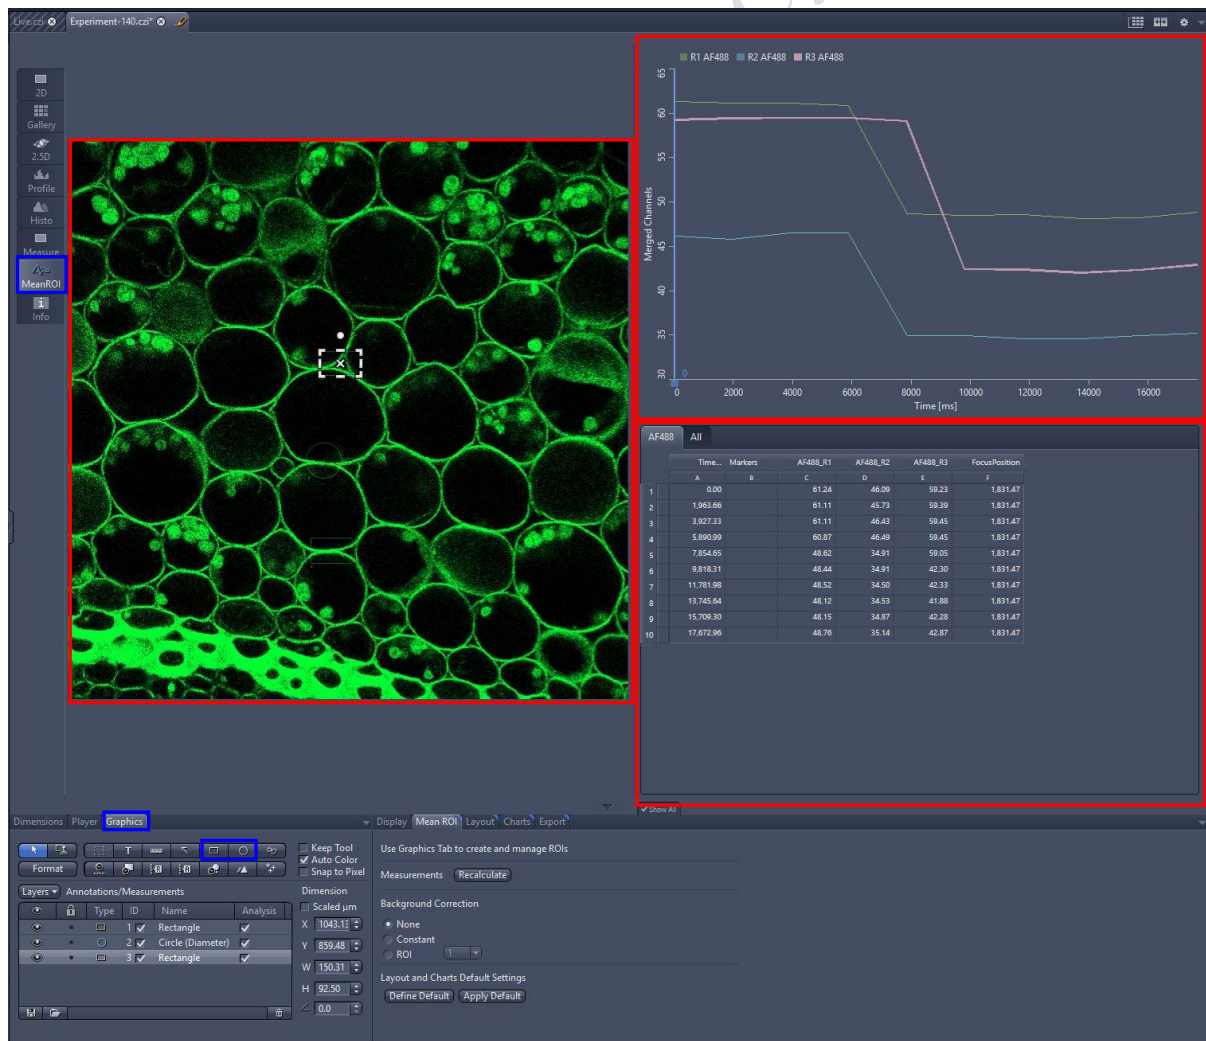 Live.czi Experiment-140.czi*
2D
Gallery
2.5D
Profile
Histo
Measure
MeanROI
Info
R1 AF488 R2 AF488 R3 AF488
Merged Channels
65
60
55
50
45
40
35
30
0
0 2000 4000 6000 8000 10000 12000 14000 16000
Time [ms]
AF488 All
Time... Markers AF488_R1 AF488_R2 AF488_R3 FocusPosition
A B C D E F
1 0.00 61.24 46.09 59.23 1,831.47
2 1,963.66 61.11 45.73 59.39 1,831.47
3 3,927.33 61.11 46.43 59.45 1,831.47
4 5,890.99 60.87 46.49 59.45 1,831.47
5 7,854.65 48.62 34.91 59.05 1,831.47
6 9,818.31 48.44 34.91 42.30 1,831.47
7 11,781.98 48.52 34.50 42.33 1,831.47
8 13,745.64 48.12 34.53 41.88 1,831.47
9 15,709.30 48.15 34.87 42.28 1,831.47
10 17,672.96 48.76 35.14 42.87 1,831.47
Show All
Dimensions Player Graphics
Keep Tool
Auto Color
Format
Snap to Pixel
Layers Annotations/Measurements
Dimension
Type ID Name Analysis
Scaled µm
1 Rectangle
2 Circle (Diameter)
3 Rectangle
X 1043.13
Y 859.48
W 150.31
H 92.50
0.0
Display Mean ROI Layout Charts Export
Use Graphics Tab to create and manage ROIs
Measurements Recalculate
Background Correction
None
Constant
ROI 1
Layout and Charts Default Settings
Define Default Apply Default